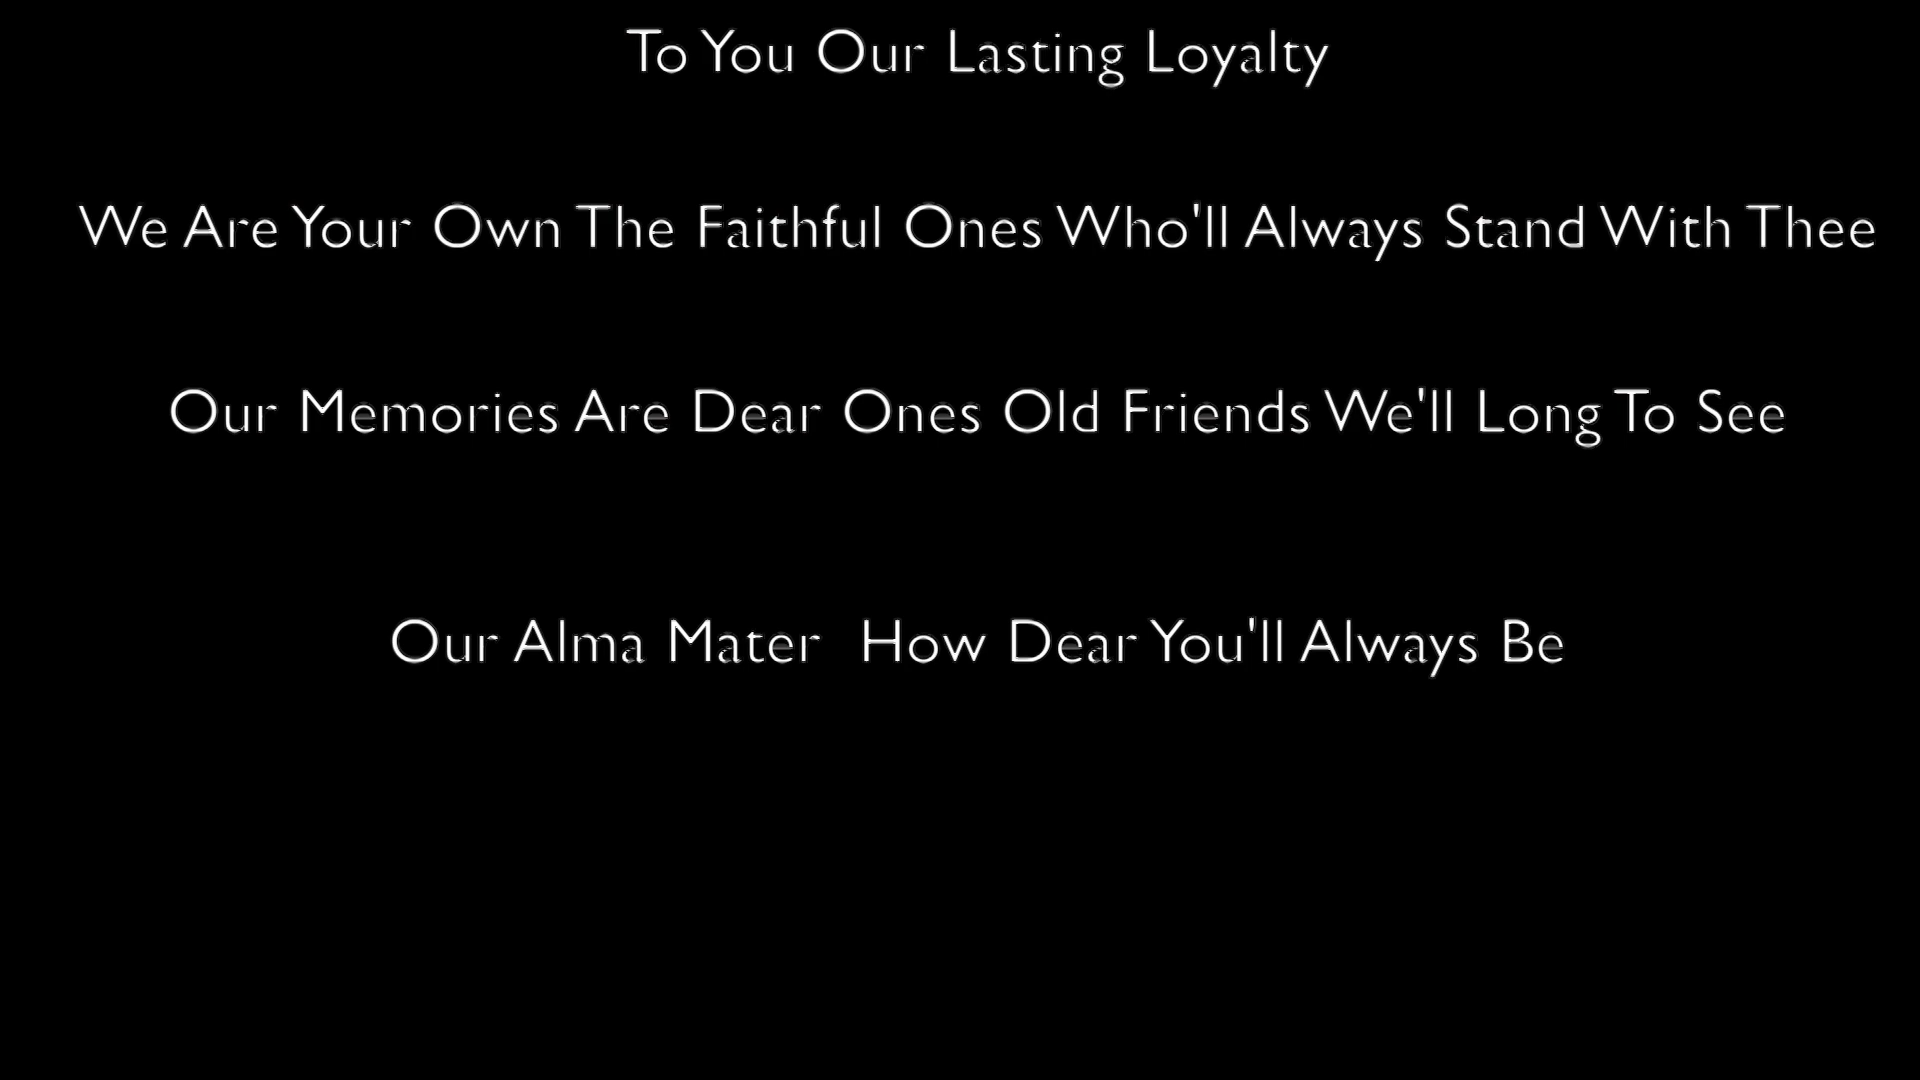 To You Our Lasting Loyalty
We Are Your Own The Faithful Ones Who'll Always Stand With Thee
Our Memories Are Dear Ones Old Friends We'll Long To See
Our Alma Mater  How Dear You'll Always Be